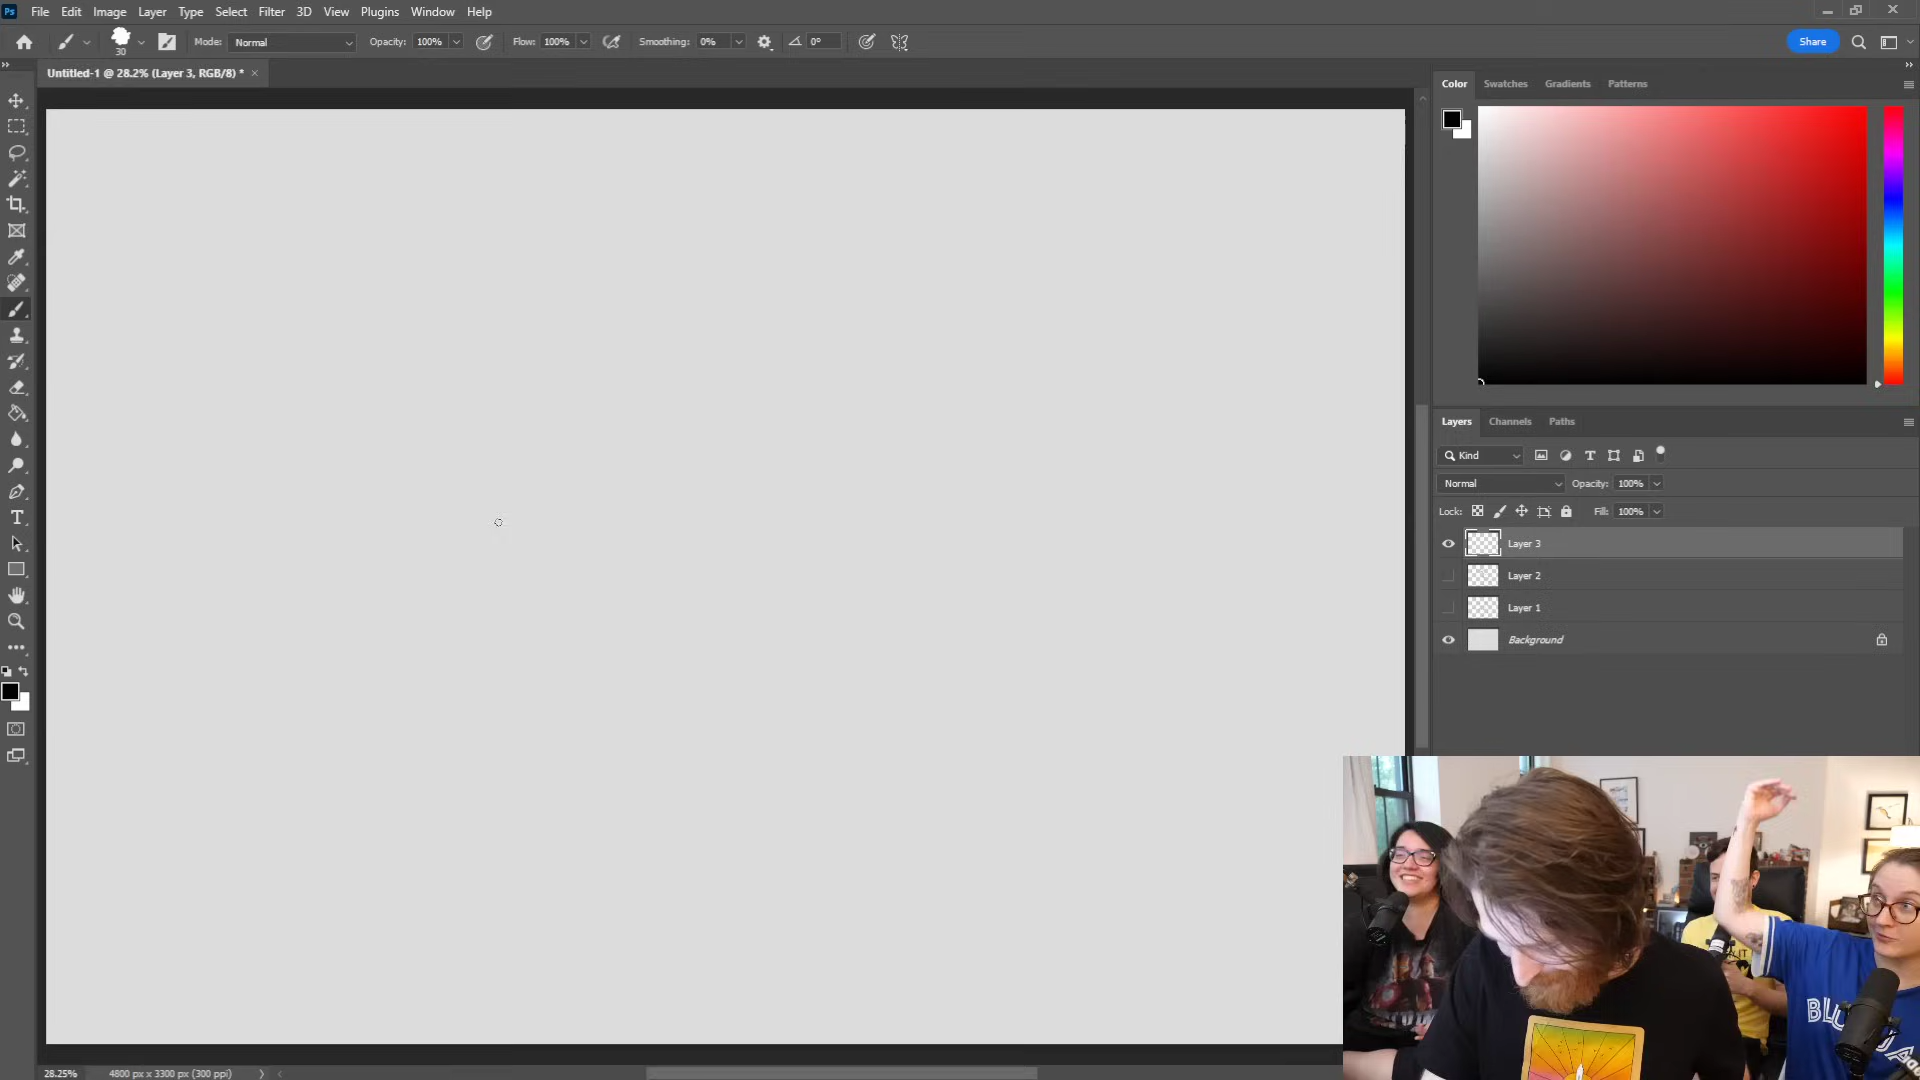 Ps File Edit Image Layer Type Select Filter 3D View Plugins Window Help
30 Mode: Normal Opacity: 100% Flow: 100% Smoothing: 0% 0° Share
Untitled-1 @ 28.2% (Layer 3, RGB/8) * ×
Color Swatches Gradients Patterns
Layers Channels Paths
Kind
Normal Opacity: 100%
Lock: Fill: 100%
Layer 3
Layer 2
Layer 1
Background
28.25% 4800 px x 3300 px (300 ppi)